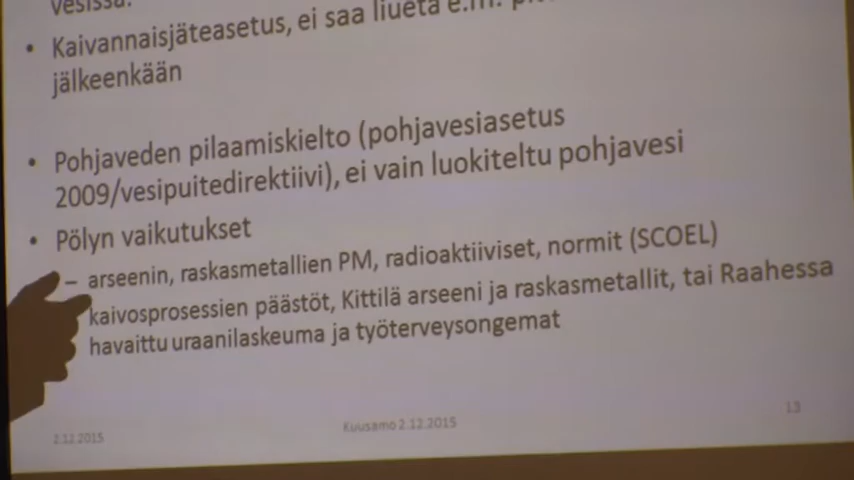 vesissä.
• Kaivannaisjäteasetus, ei saa liueta e.m.
jälkeenkään
• Pohjaveden pilaamiskielto (pohjavesiasetus
2009/vesipuitedirektiivi), ei vain luokiteltu pohjavesi
• Pölyn vaikutukset
– arseenin, raskasmetallien PM, radioaktiiviset, normit (SCOEL)
kaivosprosessien päästöt, Kittilä arseeni ja raskasmetallit, tai Raahessa
havaittu uraanilaskeuma ja työterveysongemat
2.12.2015
Kuusamo 2.12.2015
13